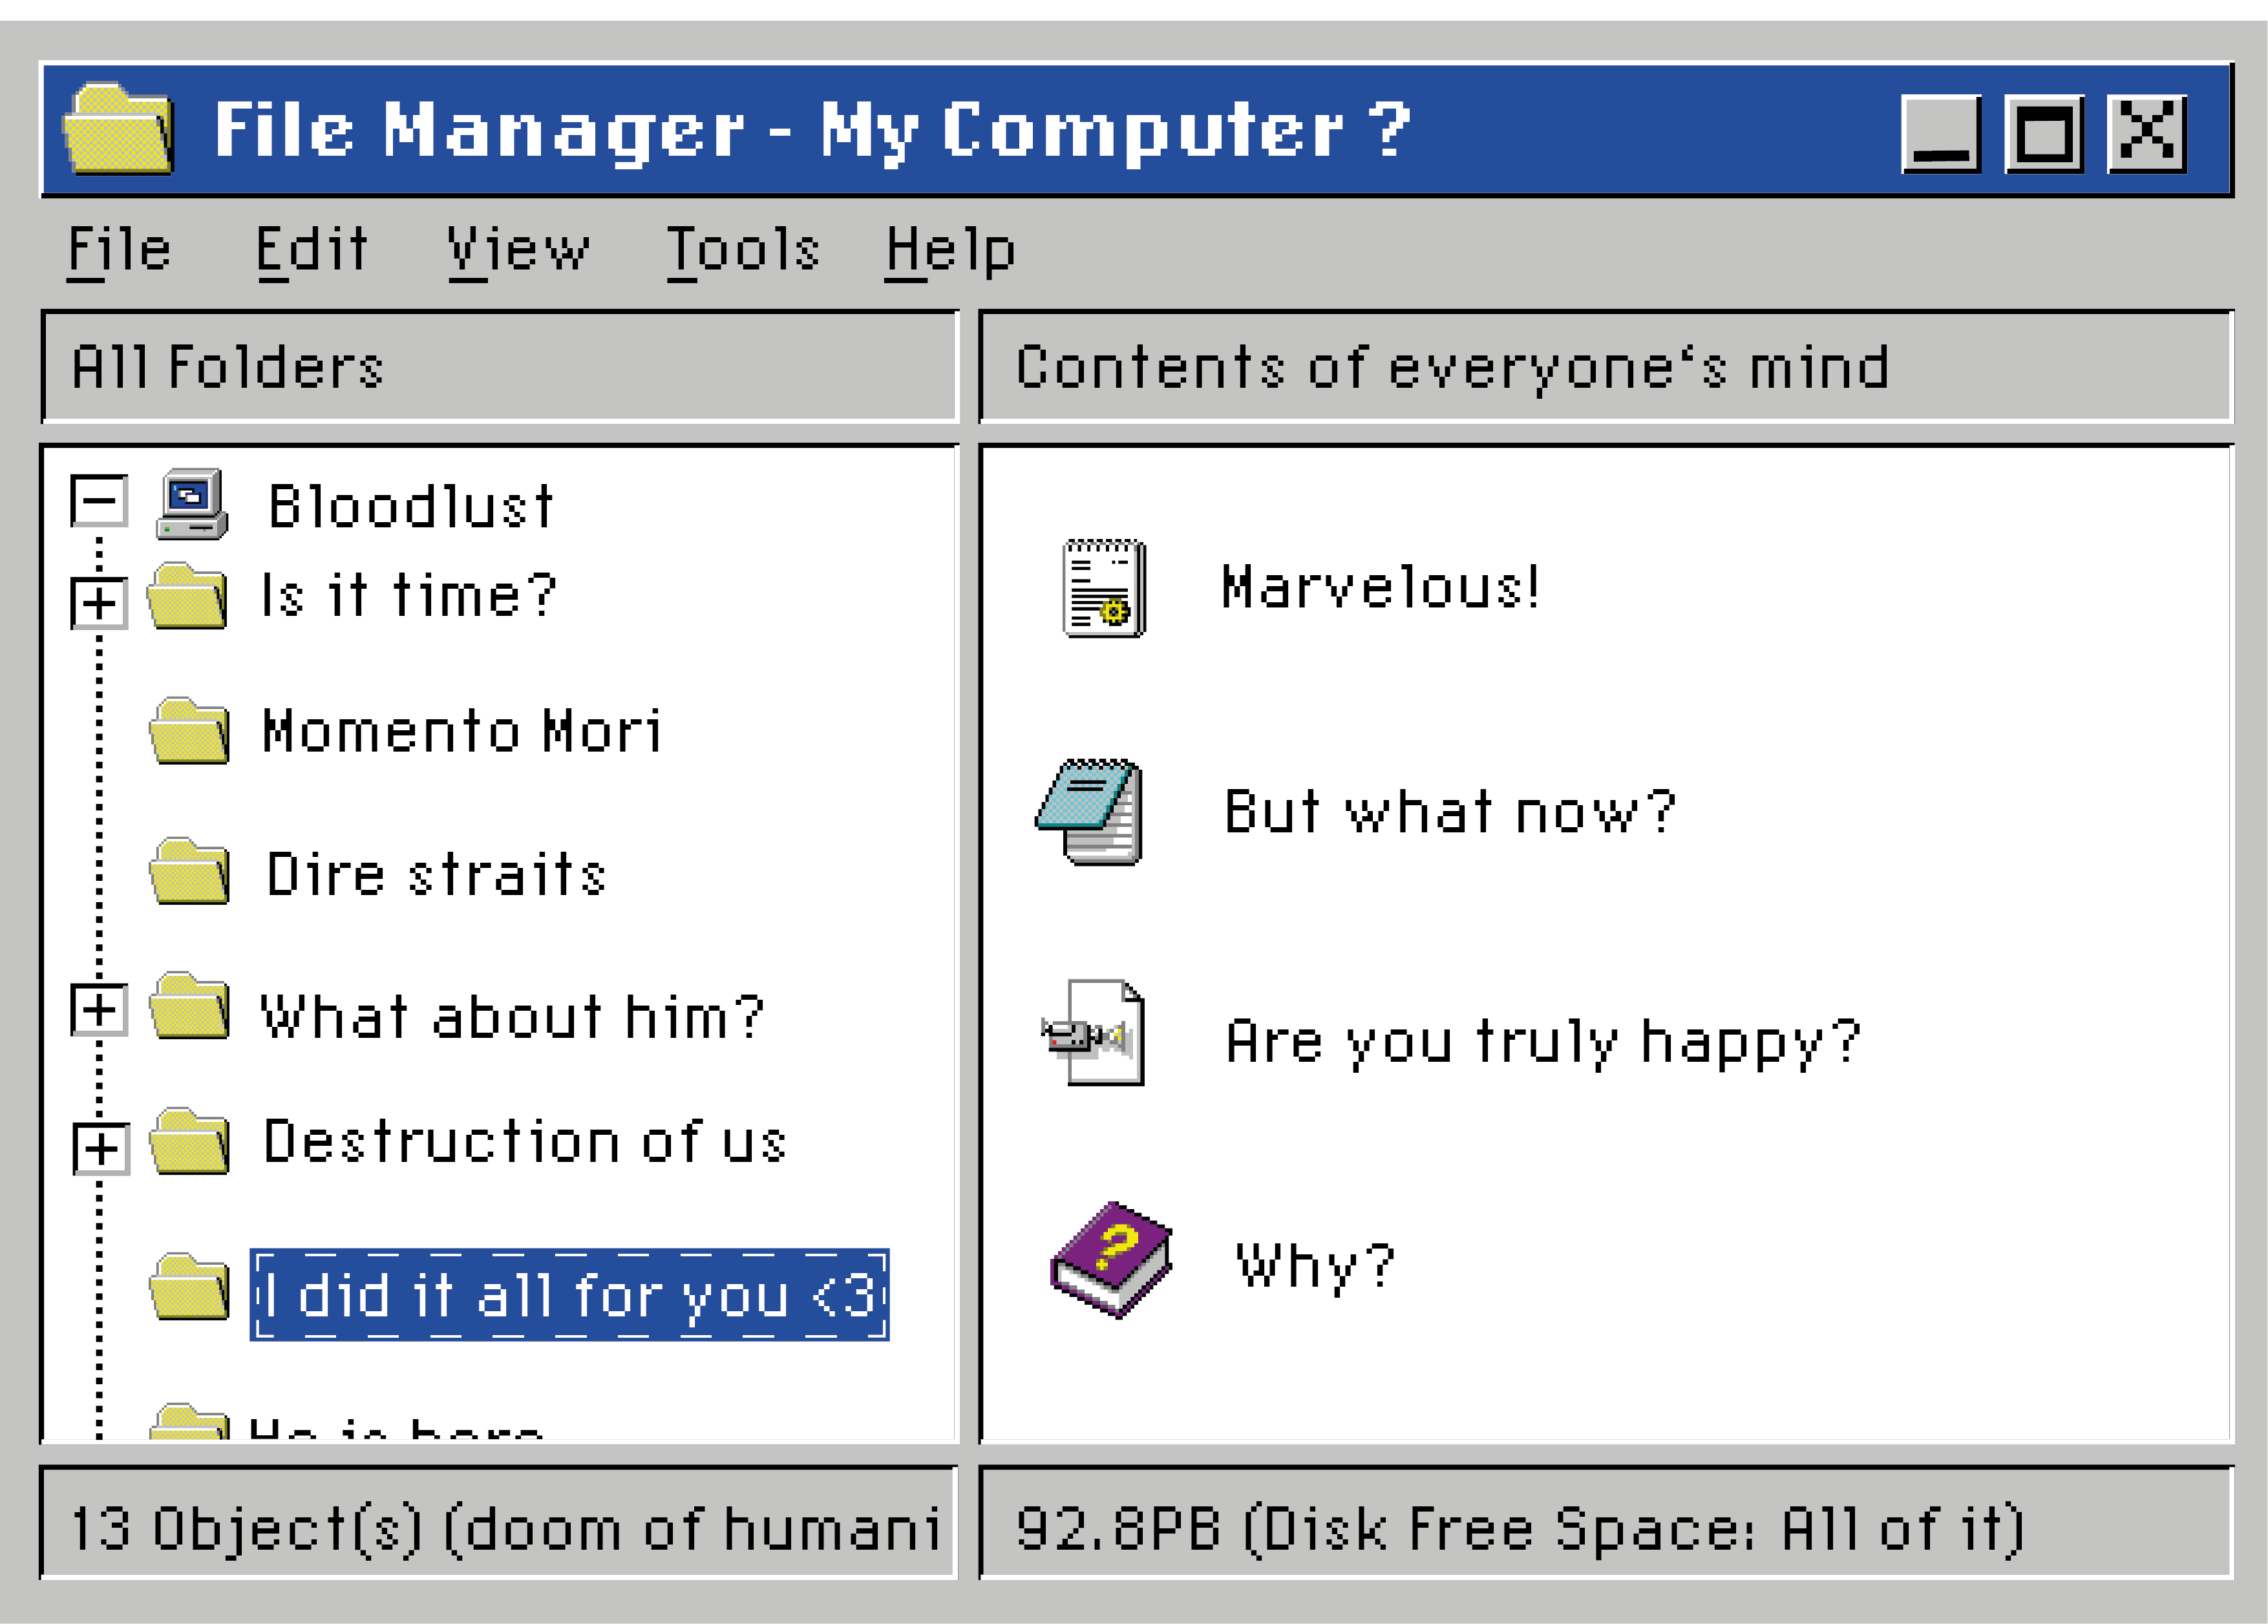 File Manager - My Computer ?
File Edit View Tools Help
All Folders
Contents of everyone‘s mind
Bloodlust
Is it time?
Momento Mori
Dire straits
What about him?
Destruction of us
I did it all for you <3
He is here
Marvelous!
But what now?
Are you truly happy?
Why?
13 Object(s) (doom of humani
92.8PB (Disk Free Space: All of it)